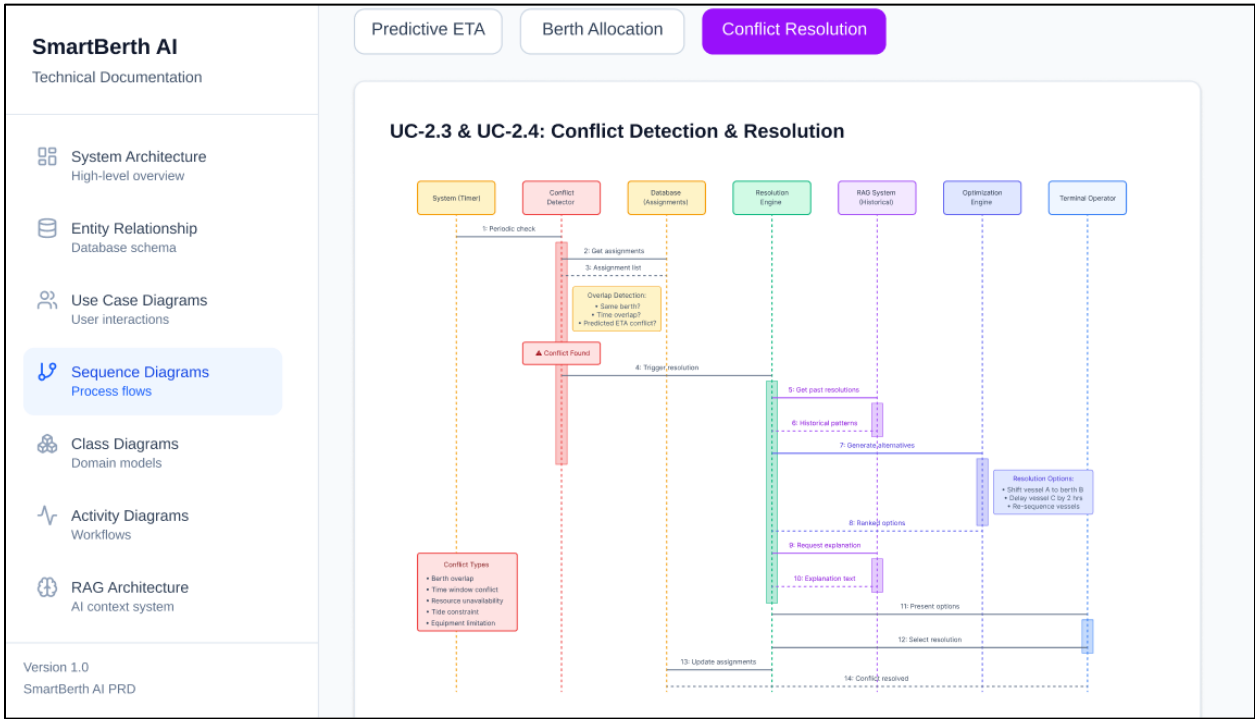 SmartBerth AI
Technical Documentation
System Architecture
High-level overview
Entity Relationship
Database schema
Use Case Diagrams
User interactions
Sequence Diagrams
Process flows
Class Diagrams
Domain models
Activity Diagrams
Workflows
RAG Architecture
AI context system
Version 1.0
SmartBerth AI PRD
Predictive ETA
Berth Allocation
Conflict Resolution
UC-2.3 & UC-2.4: Conflict Detection & Resolution
System (Timer)
Conflict
Detector
Database
(Assignments)
Resolution
Engine
RAG System
(Historical)
Optimization
Engine
Terminal Operator
1: Periodic check
2: Get assignments
3: Assignment list
Overlap Detection:
• Same berth?
• Time overlap?
• Predicted ETA conflict?
⚠ Conflict Found
4: Trigger resolution
5: Get past resolutions
6: Historical patterns
7: Generate alternatives
Resolution Options:
• Shift vessel A to berth B
• Delay vessel C by 2 hrs
• Re-sequence vessels
8: Ranked options
9: Request explanation
10: Explanation text
Conflict Types
• Berth overlap
• Time window conflict
• Resource unavailability
• Tide constraint
• Equipment limitation
11: Present options
12: Select resolution
13: Update assignments
14: Conflict resolved